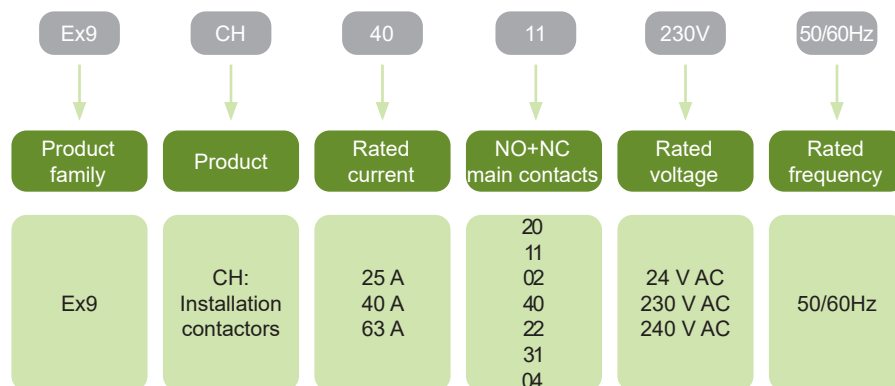 Ex9 CH 40 11 230V 50/60Hz
Product family
Product
Rated current
NO+NC main contacts
Rated voltage
Rated frequency
Ex9
CH:
Installation
contactors
25 A
40 A
63 A
20
11
02
40
22
31
04
24 V AC
230 V AC
240 V AC
50/60Hz